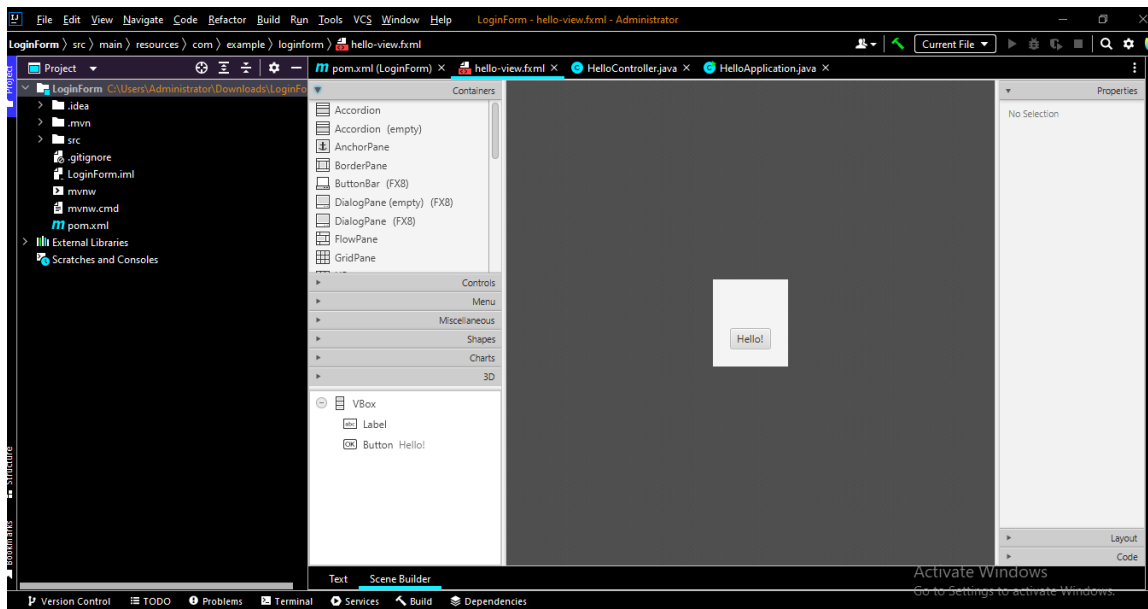 File Edit View Navigate Code Refactor Build Run Tools VCS Window Help LoginForm - hello-view.fxml - Administrator
LoginForm 〉 src 〉 main 〉 resources 〉 com 〉 example 〉 loginform 〉 hello-view.fxml
Current File
Project
Project
pom.xml (LoginForm) × hello-view.fxml × HelloController.java × HelloApplication.java ×
LoginForm C:\Users\Administrator\Downloads\LoginFo
.idea
.mvn
src
.gitignore
LoginForm.iml
mvnw
mvnw.cmd
pom.xml
External Libraries
Scratches and Consoles
Structure
Bookmarks
Containers
Accordion
Accordion (empty)
AnchorPane
BorderPane
ButtonBar (FX8)
DialogPane (empty) (FX8)
DialogPane (FX8)
FlowPane
GridPane
Controls
Menu
Miscellaneous
Shapes
Charts
3D
VBox
Label
Button Hello!
Hello!
Properties
No Selection
Layout
Code
Text Scene Builder
Activate Windows
Go to Settings to activate Windows.
Version Control TODO Problems Terminal Services Build Dependencies